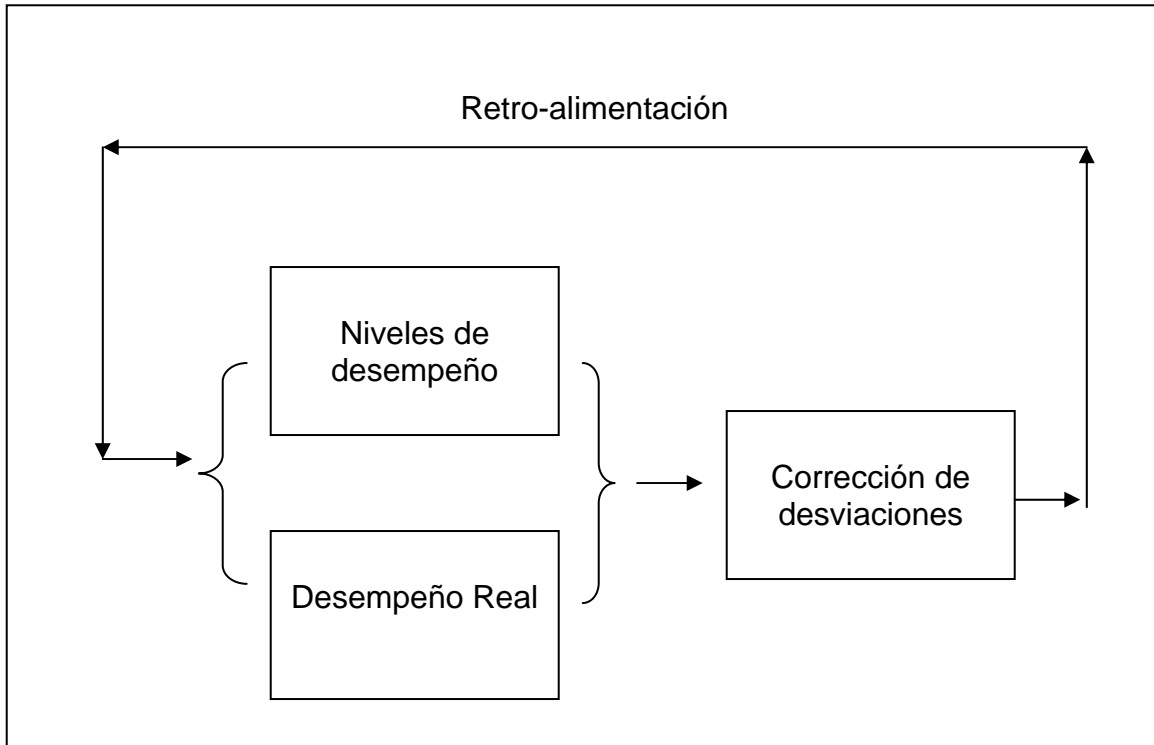 Retro-alimentación
Niveles de
desempeño
Desempeño Real
Corrección de
desviaciones